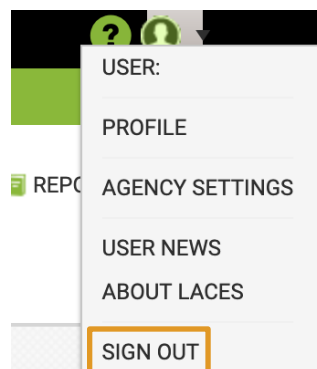 ?
USER:
PROFILE
REPO
AGENCY SETTINGS
USER NEWS
ABOUT LACES
SIGN OUT